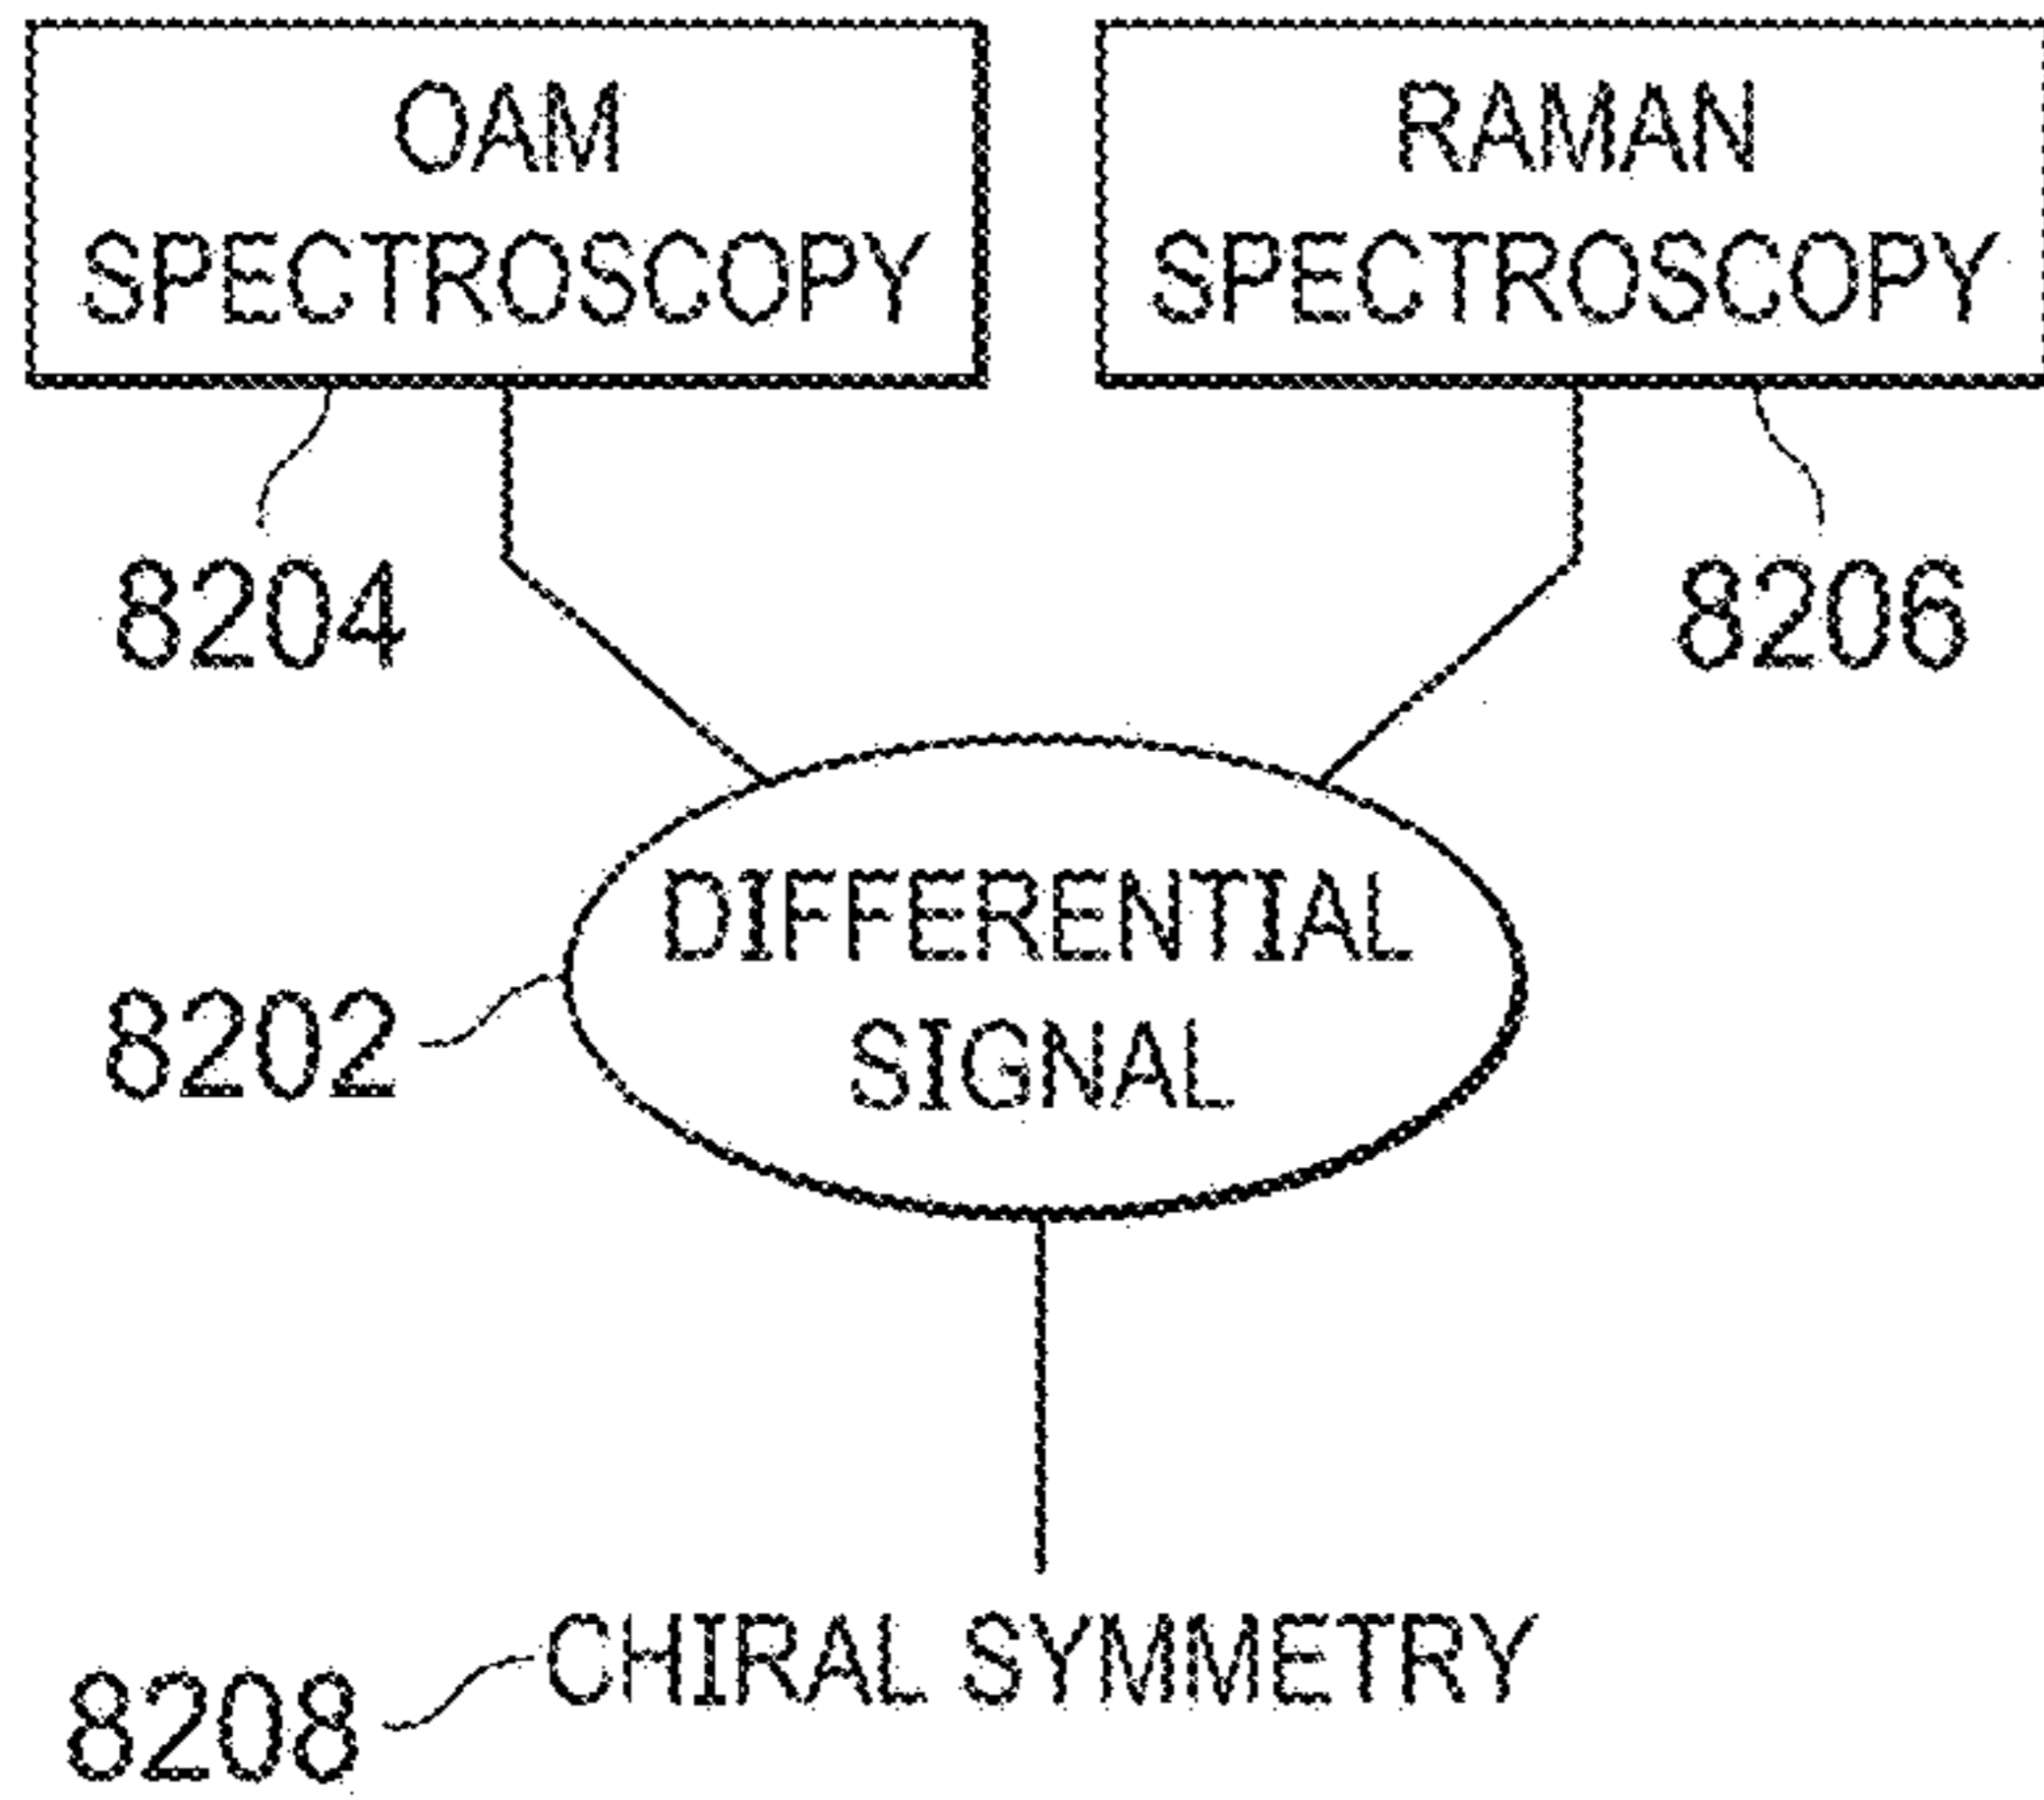 OAM
SPECTROSCOPY
RAMAN
SPECTROSCOPY
8204
8206
DIFFERENTIAL
SIGNAL
8202
CHIRAL SYMMETRY
8208